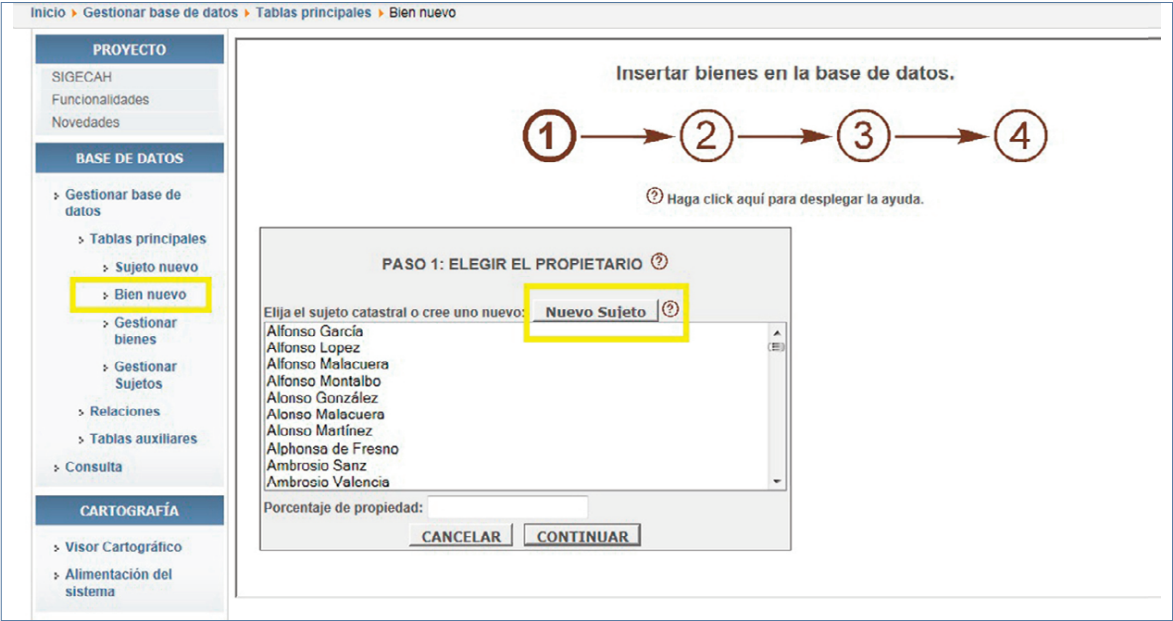 Inicio Gestionar base de datos Tablas principales Bien nuevo
PROYECTO
SIGECAH
Funcionalidades
Novedades
BASE DE DATOS
Gestionar base de
datos
Tablas principales
Sujeto nuevo
Bien nuevo
Gestionar
bienes
Gestionar
Sujetos
Relaciones
Tablas auxiliares
Consulta
CARTOGRAFÍA
Visor Cartográfico
Alimentación del
sistema
Insertar bienes en la base de datos.
1 2 3 4
? Haga click aquí para desplegar la ayuda.
PASO 1: ELEGIR EL PROPIETARIO ?
Elija el sujeto catastral o cree uno nuevo: Nuevo Sujeto ?
Alfonso García
Alfonso Lopez
Alfonso Malacuera
Alfonso Montalbo
Alonso González
Alonso Malacuera
Alonso Martínez
Alphonsa de Fresno
Ambrosio Sanz
Ambrosio Valencia
Porcentaje de propiedad:
CANCELAR CONTINUAR